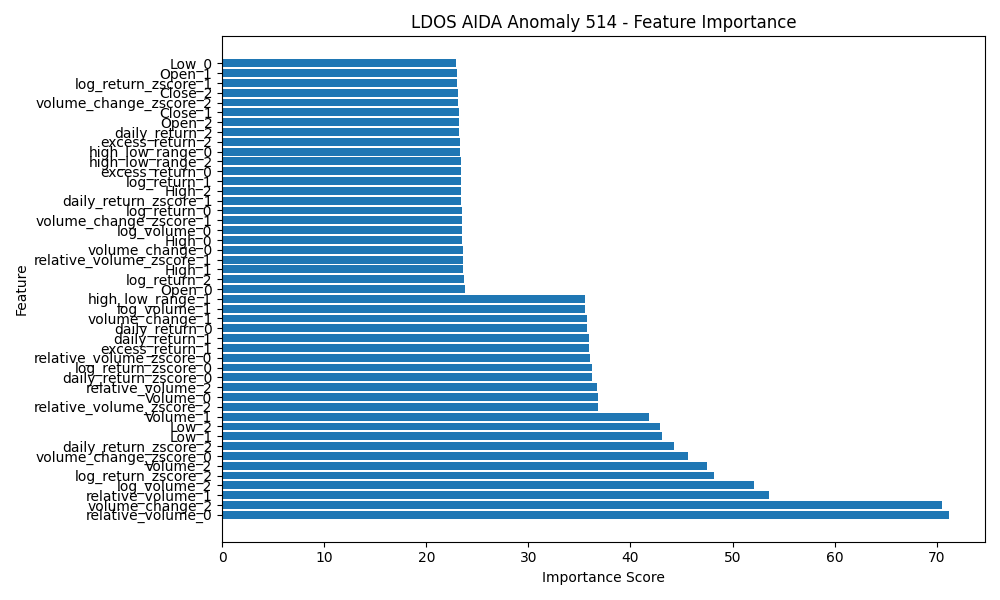 LDOS AIDA Anomaly 514 - Feature Importance
Low_0
Open_1
log_return_zscore_1
Close_2
volume_change_zscore_2
Close_1
Open_2
daily_return_2
excess_return_2
high_low_range_0
high_low_range_2
excess_return_0
log_return_1
High_2
daily_return_zscore_1
log_return_0
volume_change_zscore_1
log_volume_0
High_0
volume_change_0
relative_volume_zscore_1
High_1
log_return_2
Open_0
high_low_range_1
log_volume_1
volume_change_1
daily_return_0
daily_return_1
excess_return_1
relative_volume_zscore_0
log_return_zscore_0
daily_return_zscore_0
relative_volume_2
Volume_0
relative_volume_zscore_2
Volume_1
Low_2
Low_1
daily_return_zscore_2
volume_change_zscore_0
Volume_2
log_return_zscore_2
log_volume_2
relative_volume_1
volume_change_2
relative_volume_0
Feature
0 10 20 30 40 50 60 70
Importance Score